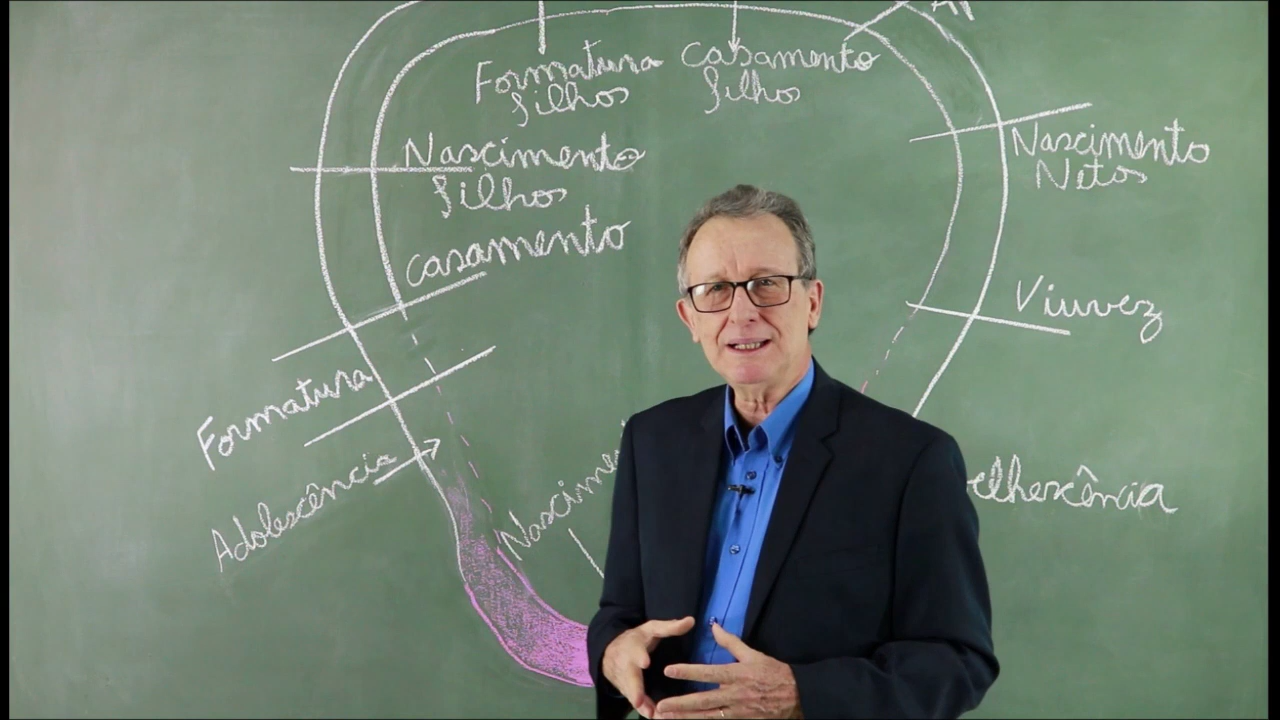 Formatura
filhos
casamento
filhos
Nascimento
filhos
Nascimento
Netos
casamento
Viuvez
Formatura
Adolescência